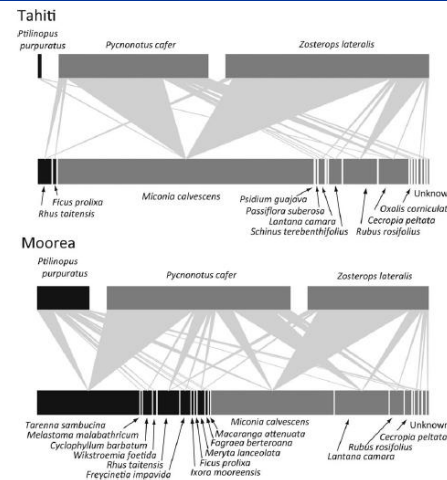 Tahiti
Ptilinopus
purpuratus
Pycnonotus cafer
Zosterops lateralis
Miconia calvescens
Psidium guajava
Unknown
Ficus prolixa
Passiflora suberosa
Oxalis corniculat
Rhus taitensis
Lantana camara
Cecropia peltata
Schinus terebenthifolius
Rubus rosifolius
Moorea
Ptilinopus
purpuratus
Pycnonotus cafer
Zosterops lateralis
Tarenna sambucina
Miconia calvescens
Unknown
Melastoma malabathricum
Macaranga attenuata
Cecropia peltata
Cyclophyllum barbatum
Fagraea berteroana
Rubus rosifolius
Wikstroemia foetida
Meryta lanceolata
Lantana camara
Rhus taitensis
Ficus prolixa
Freycinetia impavida
Ixora mooreensis